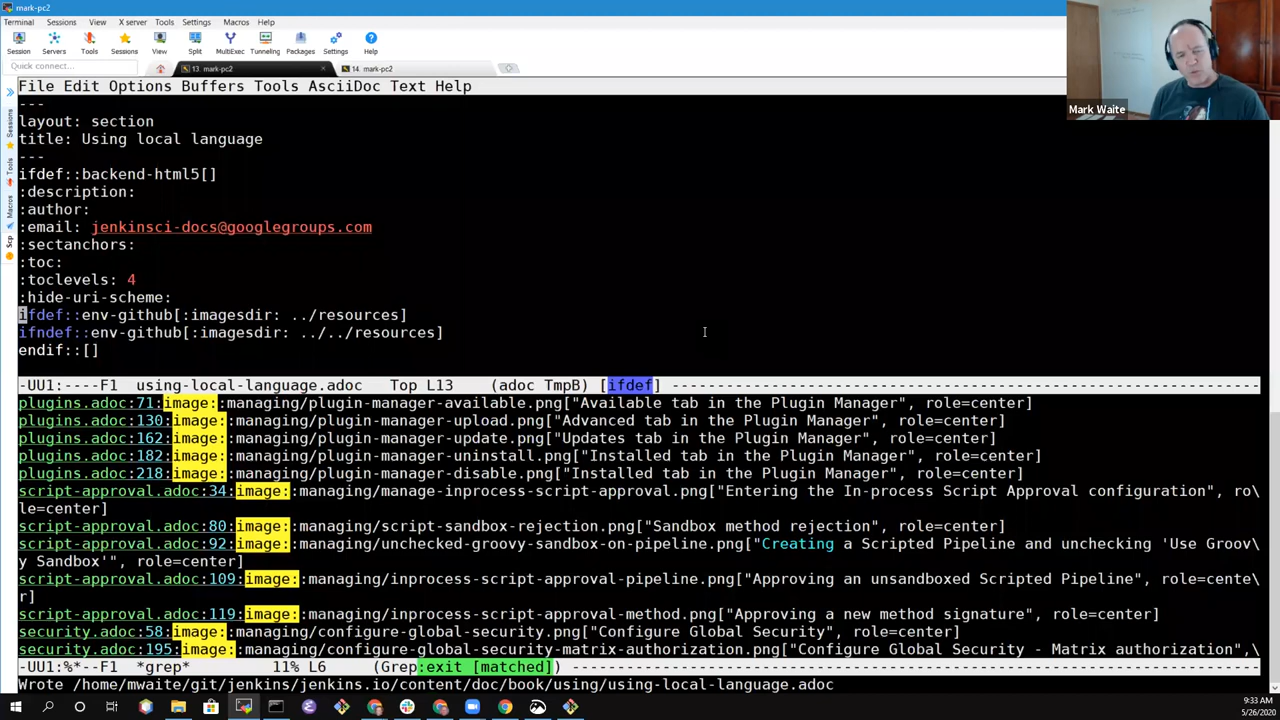 mark-pc2
Terminal Sessions View X server Tools Settings Macros Help
Session Servers Tools Sessions View Split MultiExec Tunneling Packages Settings Help
Quick connect...
13. mark-pc2
14. mark-pc2
Mark Waite
Sessions
Tools
Macros
Scp
File Edit Options Buffers Tools AsciiDoc Text Help
---
layout: section
title: Using local language
---
ifdef::backend-html5[]
:description:
:author:
:email: jenkinsci-docs@googlegroups.com
:sectanchors:
:toc:
:toclevels: 4
:hide-uri-scheme:
ifdef::env-github[:imagesdir: ../resources]
ifndef::env-github[:imagesdir: ../../resources]
endif::[]
-UU1:----F1 using-local-language.adoc Top L13 (adoc TmpB) [ifdef] -------------------------------------------------------------------
plugins.adoc:71:image::managing/plugin-manager-available.png["Available tab in the Plugin Manager", role=center]
plugins.adoc:130:image::managing/plugin-manager-upload.png["Advanced tab in the Plugin Manager", role=center]
plugins.adoc:162:image::managing/plugin-manager-update.png["Updates tab in the Plugin Manager", role=center]
plugins.adoc:182:image::managing/plugin-manager-uninstall.png["Installed tab in the Plugin Manager", role=center]
plugins.adoc:218:image::managing/plugin-manager-disable.png["Installed tab in the Plugin Manager", role=center]
script-approval.adoc:34:image::managing/manage-inprocess-script-approval.png["Entering the In-process Script Approval configuration", ro\
le=center]
script-approval.adoc:80:image::managing/script-sandbox-rejection.png["Sandbox method rejection", role=center]
script-approval.adoc:92:image::managing/unchecked-groovy-sandbox-on-pipeline.png["Creating a Scripted Pipeline and unchecking 'Use Groov\
y Sandbox'", role=center]
script-approval.adoc:109:image::managing/inprocess-script-approval-pipeline.png["Approving an unsandboxed Scripted Pipeline", role=cente\
r]
script-approval.adoc:119:image::managing/inprocess-script-approval-method.png["Approving a new method signature", role=center]
security.adoc:58:image::managing/configure-global-security.png["Configure Global Security", role=center]
security.adoc:195:image::managing/configure-global-security-matrix-authorization.png["Configure Global Security - Matrix authorization",\
-UU1:%*--F1 *grep* 11% L6 (Grep:exit [matched]) -------------------------------------------------------------------------------
Wrote /home/mwaite/git/jenkins/jenkins.io/content/doc/book/using/using-local-language.adoc
9:33 AM
5/26/2020